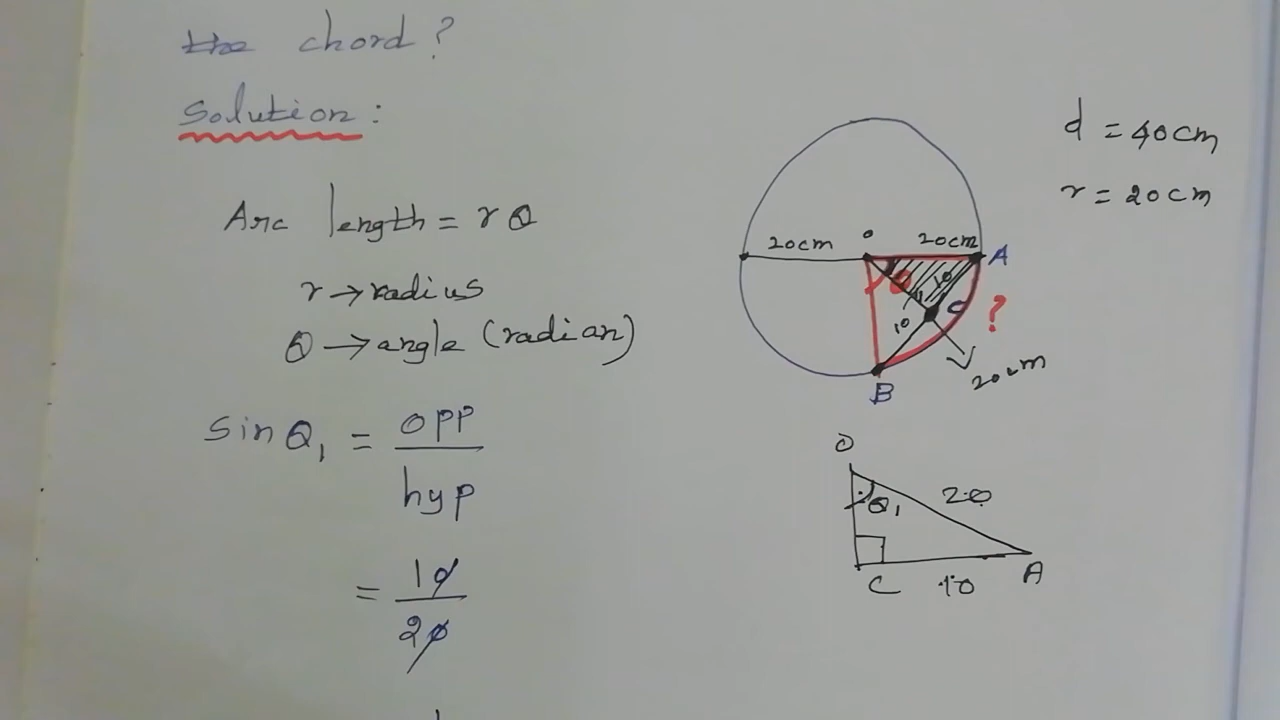 the chord ?
Solution :
Arc length = r θ
r → radius
θ → angle (radian)
sin θ₁ = opp
hyp
= 10
20
d = 40cm
r = 20cm
20cm
o
20cm
A
θ
10
C
?
10
20cm
B
O
θ₁
20
C
10
A